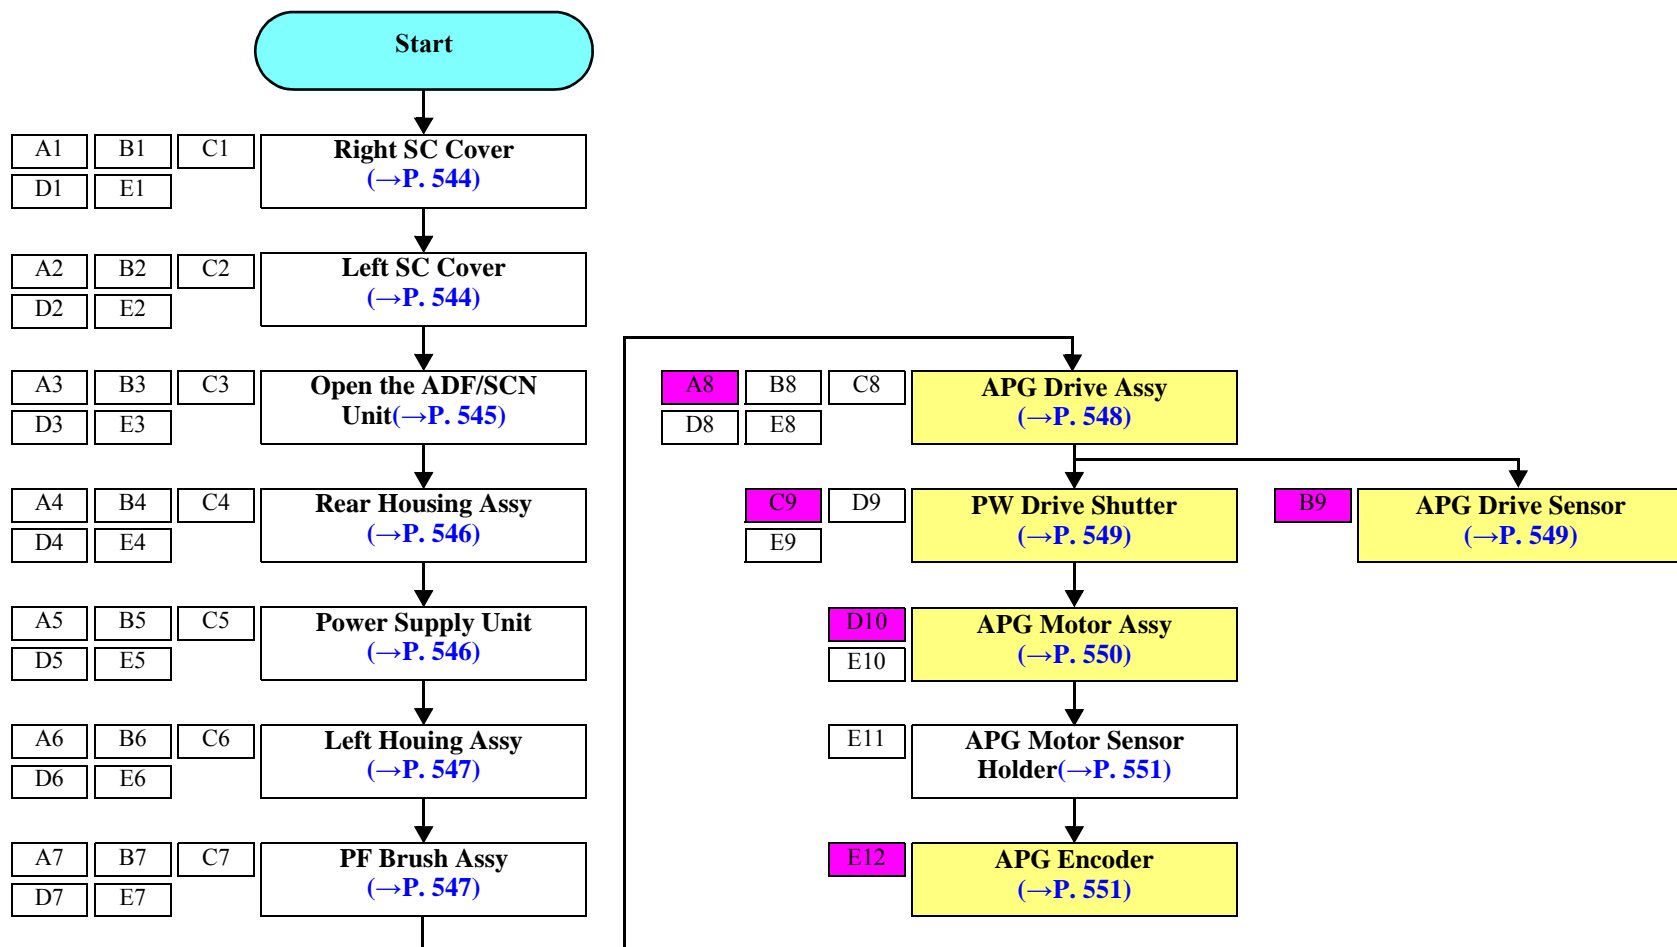 Start
A1 B1 C1 Right SC Cover
D1 E1 (→P. 544)
A2 B2 C2 Left SC Cover
D2 E2 (→P. 544)
A3 B3 C3 Open the ADF/SCN
D3 E3 Unit(→P. 545)
A4 B4 C4 Rear Housing Assy
D4 E4 (→P. 546)
A5 B5 C5 Power Supply Unit
D5 E5 (→P. 546)
A6 B6 C6 Left Houing Assy
D6 E6 (→P. 547)
A7 B7 C7 PF Brush Assy
D7 E7 (→P. 547)
A8 B8 C8 APG Drive Assy
D8 E8 (→P. 548)
C9 D9 PW Drive Shutter
E9 (→P. 549)
B9 APG Drive Sensor
(→P. 549)
D10 APG Motor Assy
E10 (→P. 550)
E11 APG Motor Sensor
Holder(→P. 551)
E12 APG Encoder
(→P. 551)